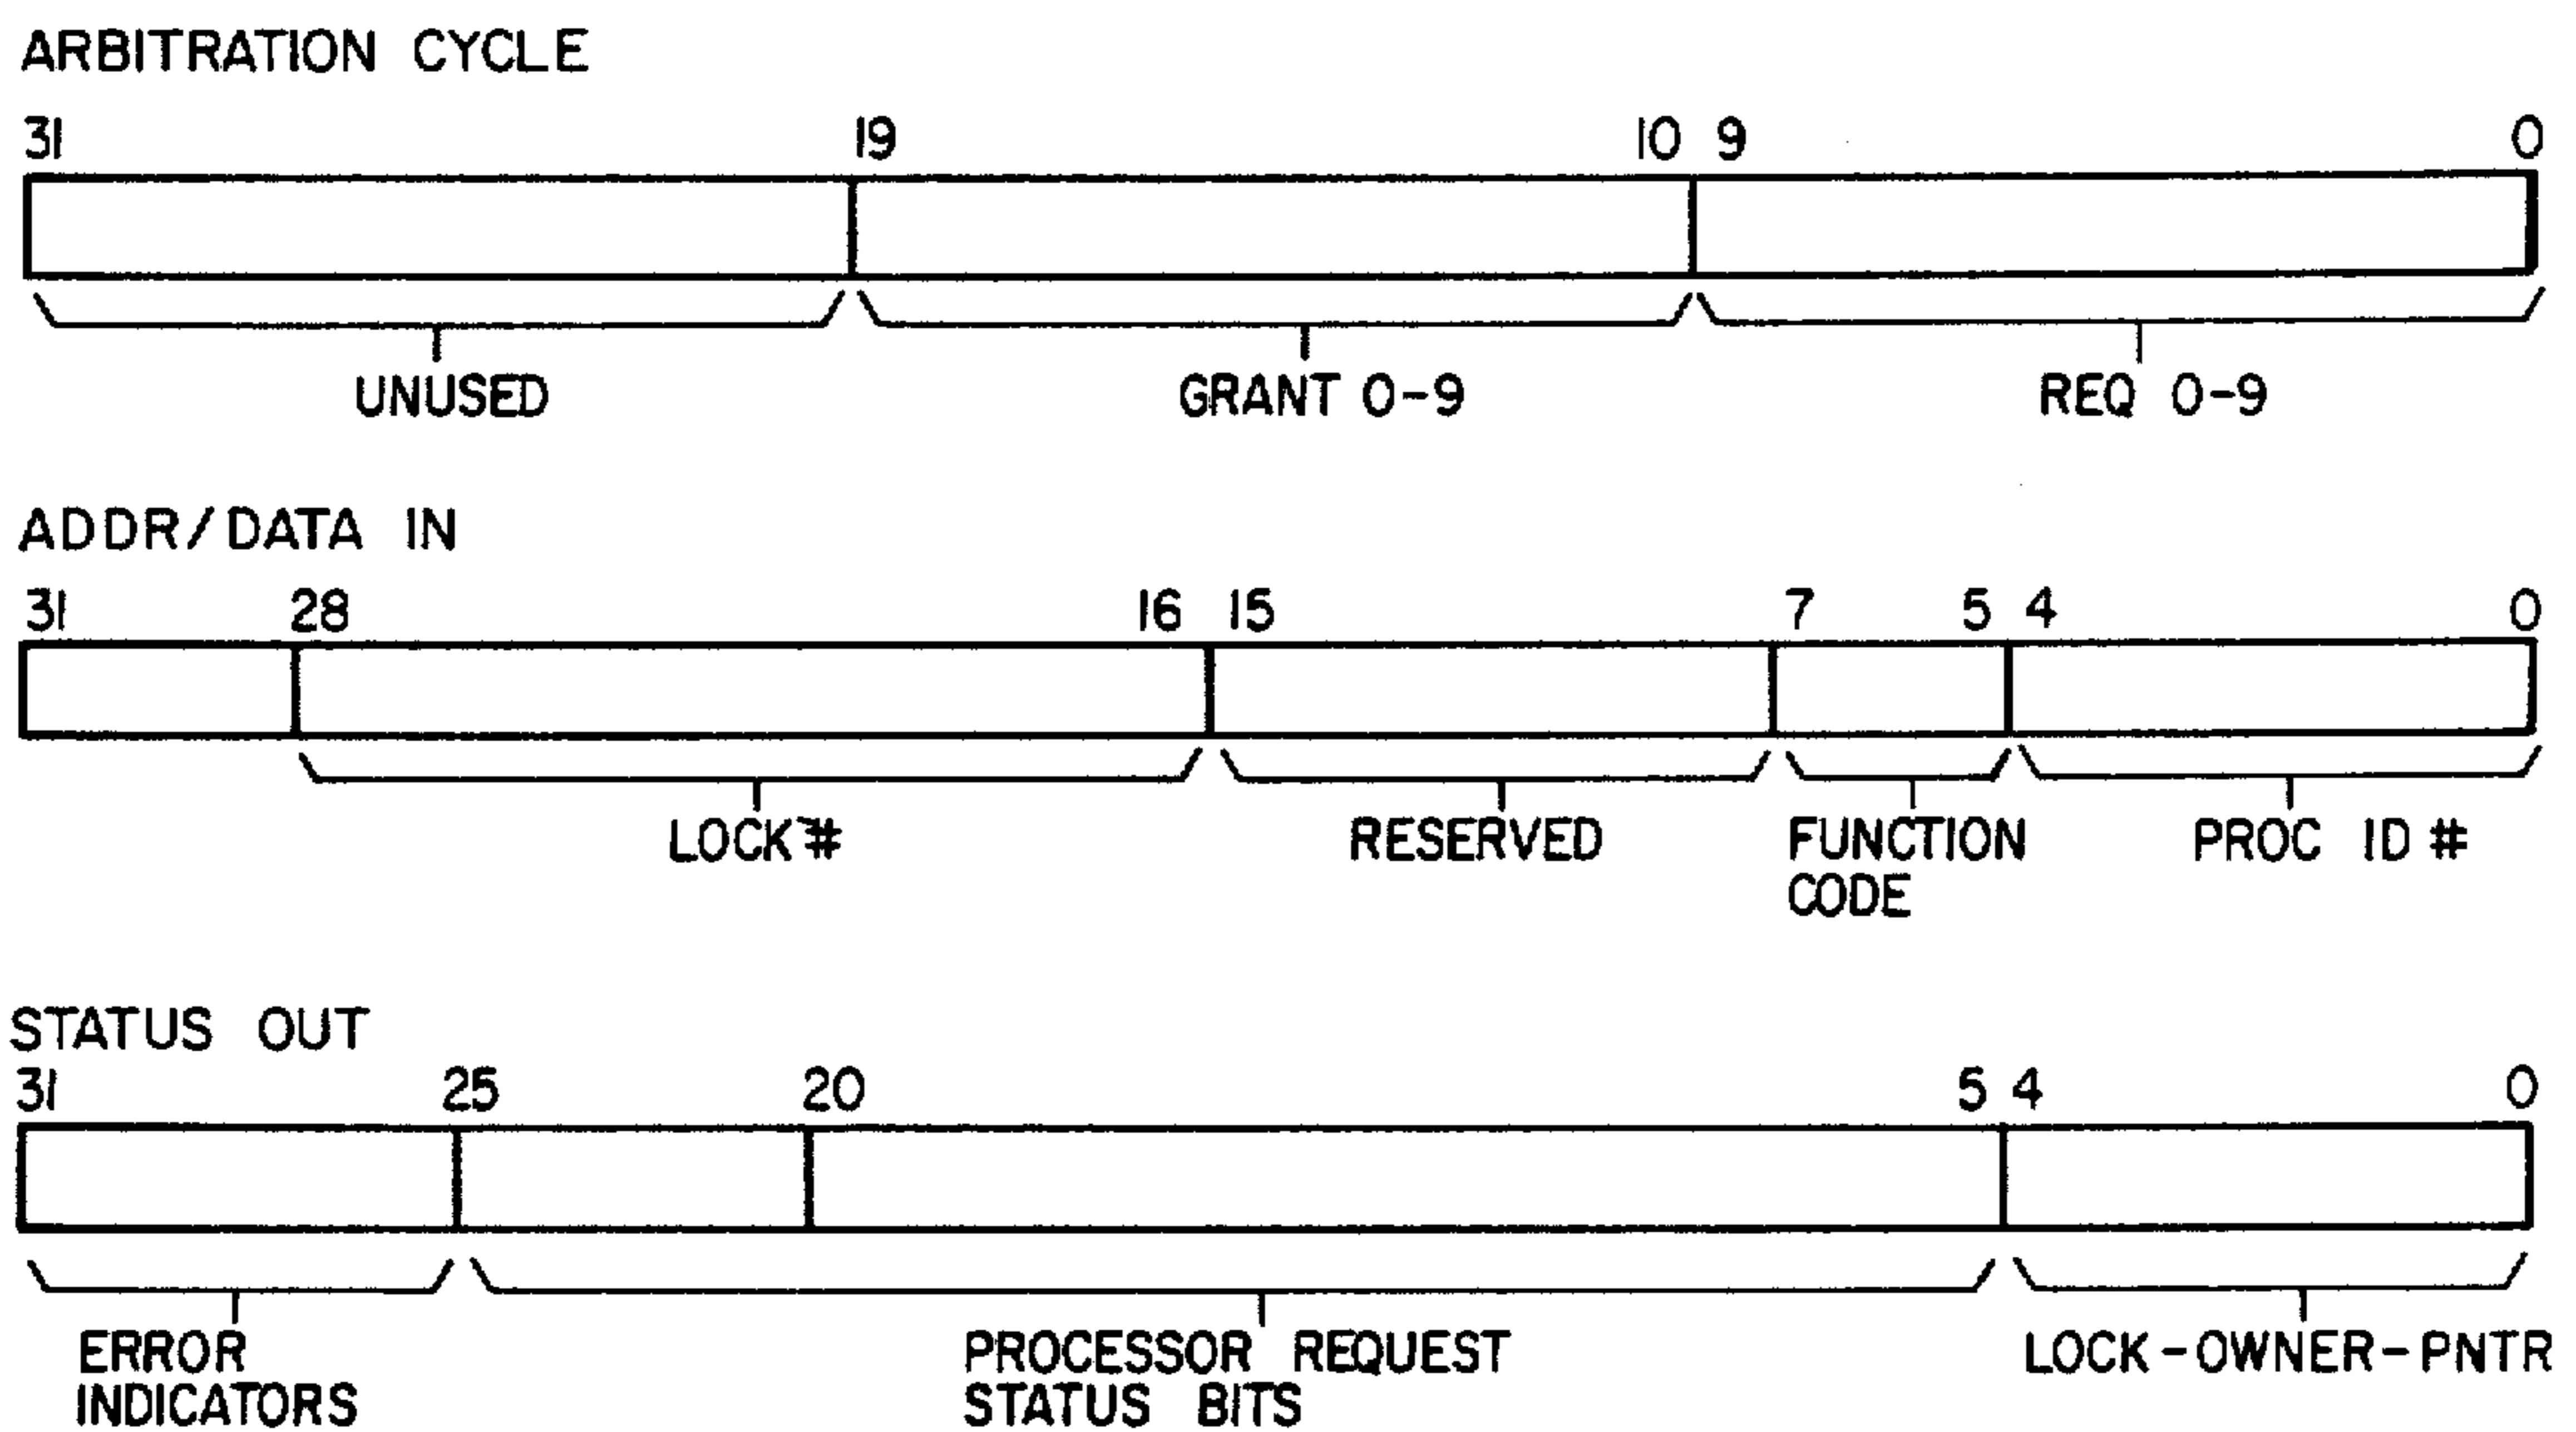 ARBITRATION CYCLE
31 19 10 9 0
UNUSED GRANT 0-9 REQ 0-9
ADDR/DATA IN
31 28 16 15 7 5 4 0
LOCK # RESERVED FUNCTION PROC ID #
CODE
STATUS OUT
31 25 20 5 4 0
ERROR PROCESSOR REQUEST LOCK-OWNER-PNTR
INDICATORS STATUS BITS